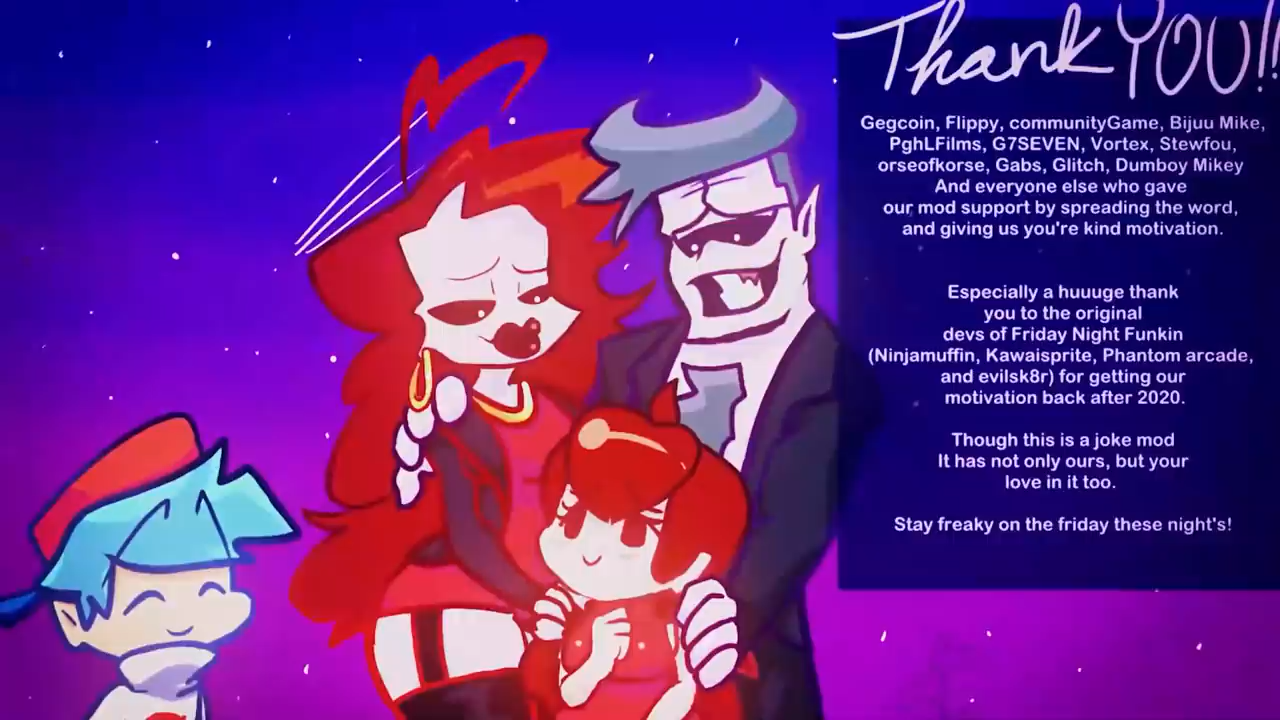 Thank YOU!!
Gegcoin, Flippy, communityGame, Bijuu Mike,
PghLFilms, G7SEVEN, Vortex, Stewfou,
orseofkorse, Gabs, Glitch, Dumboy Mikey
And everyone else who gave
our mod support by spreading the word,
and giving us you're kind motivation.
Especially a huuuge thank
you to the original
devs of Friday Night Funkin
(Ninjamuffin, Kawaisprite, Phantom arcade,
and evilsk8r) for getting our
motivation back after 2020.
Though this is a joke mod
It has not only ours, but your
love in it too.
Stay freaky on the friday these night's!